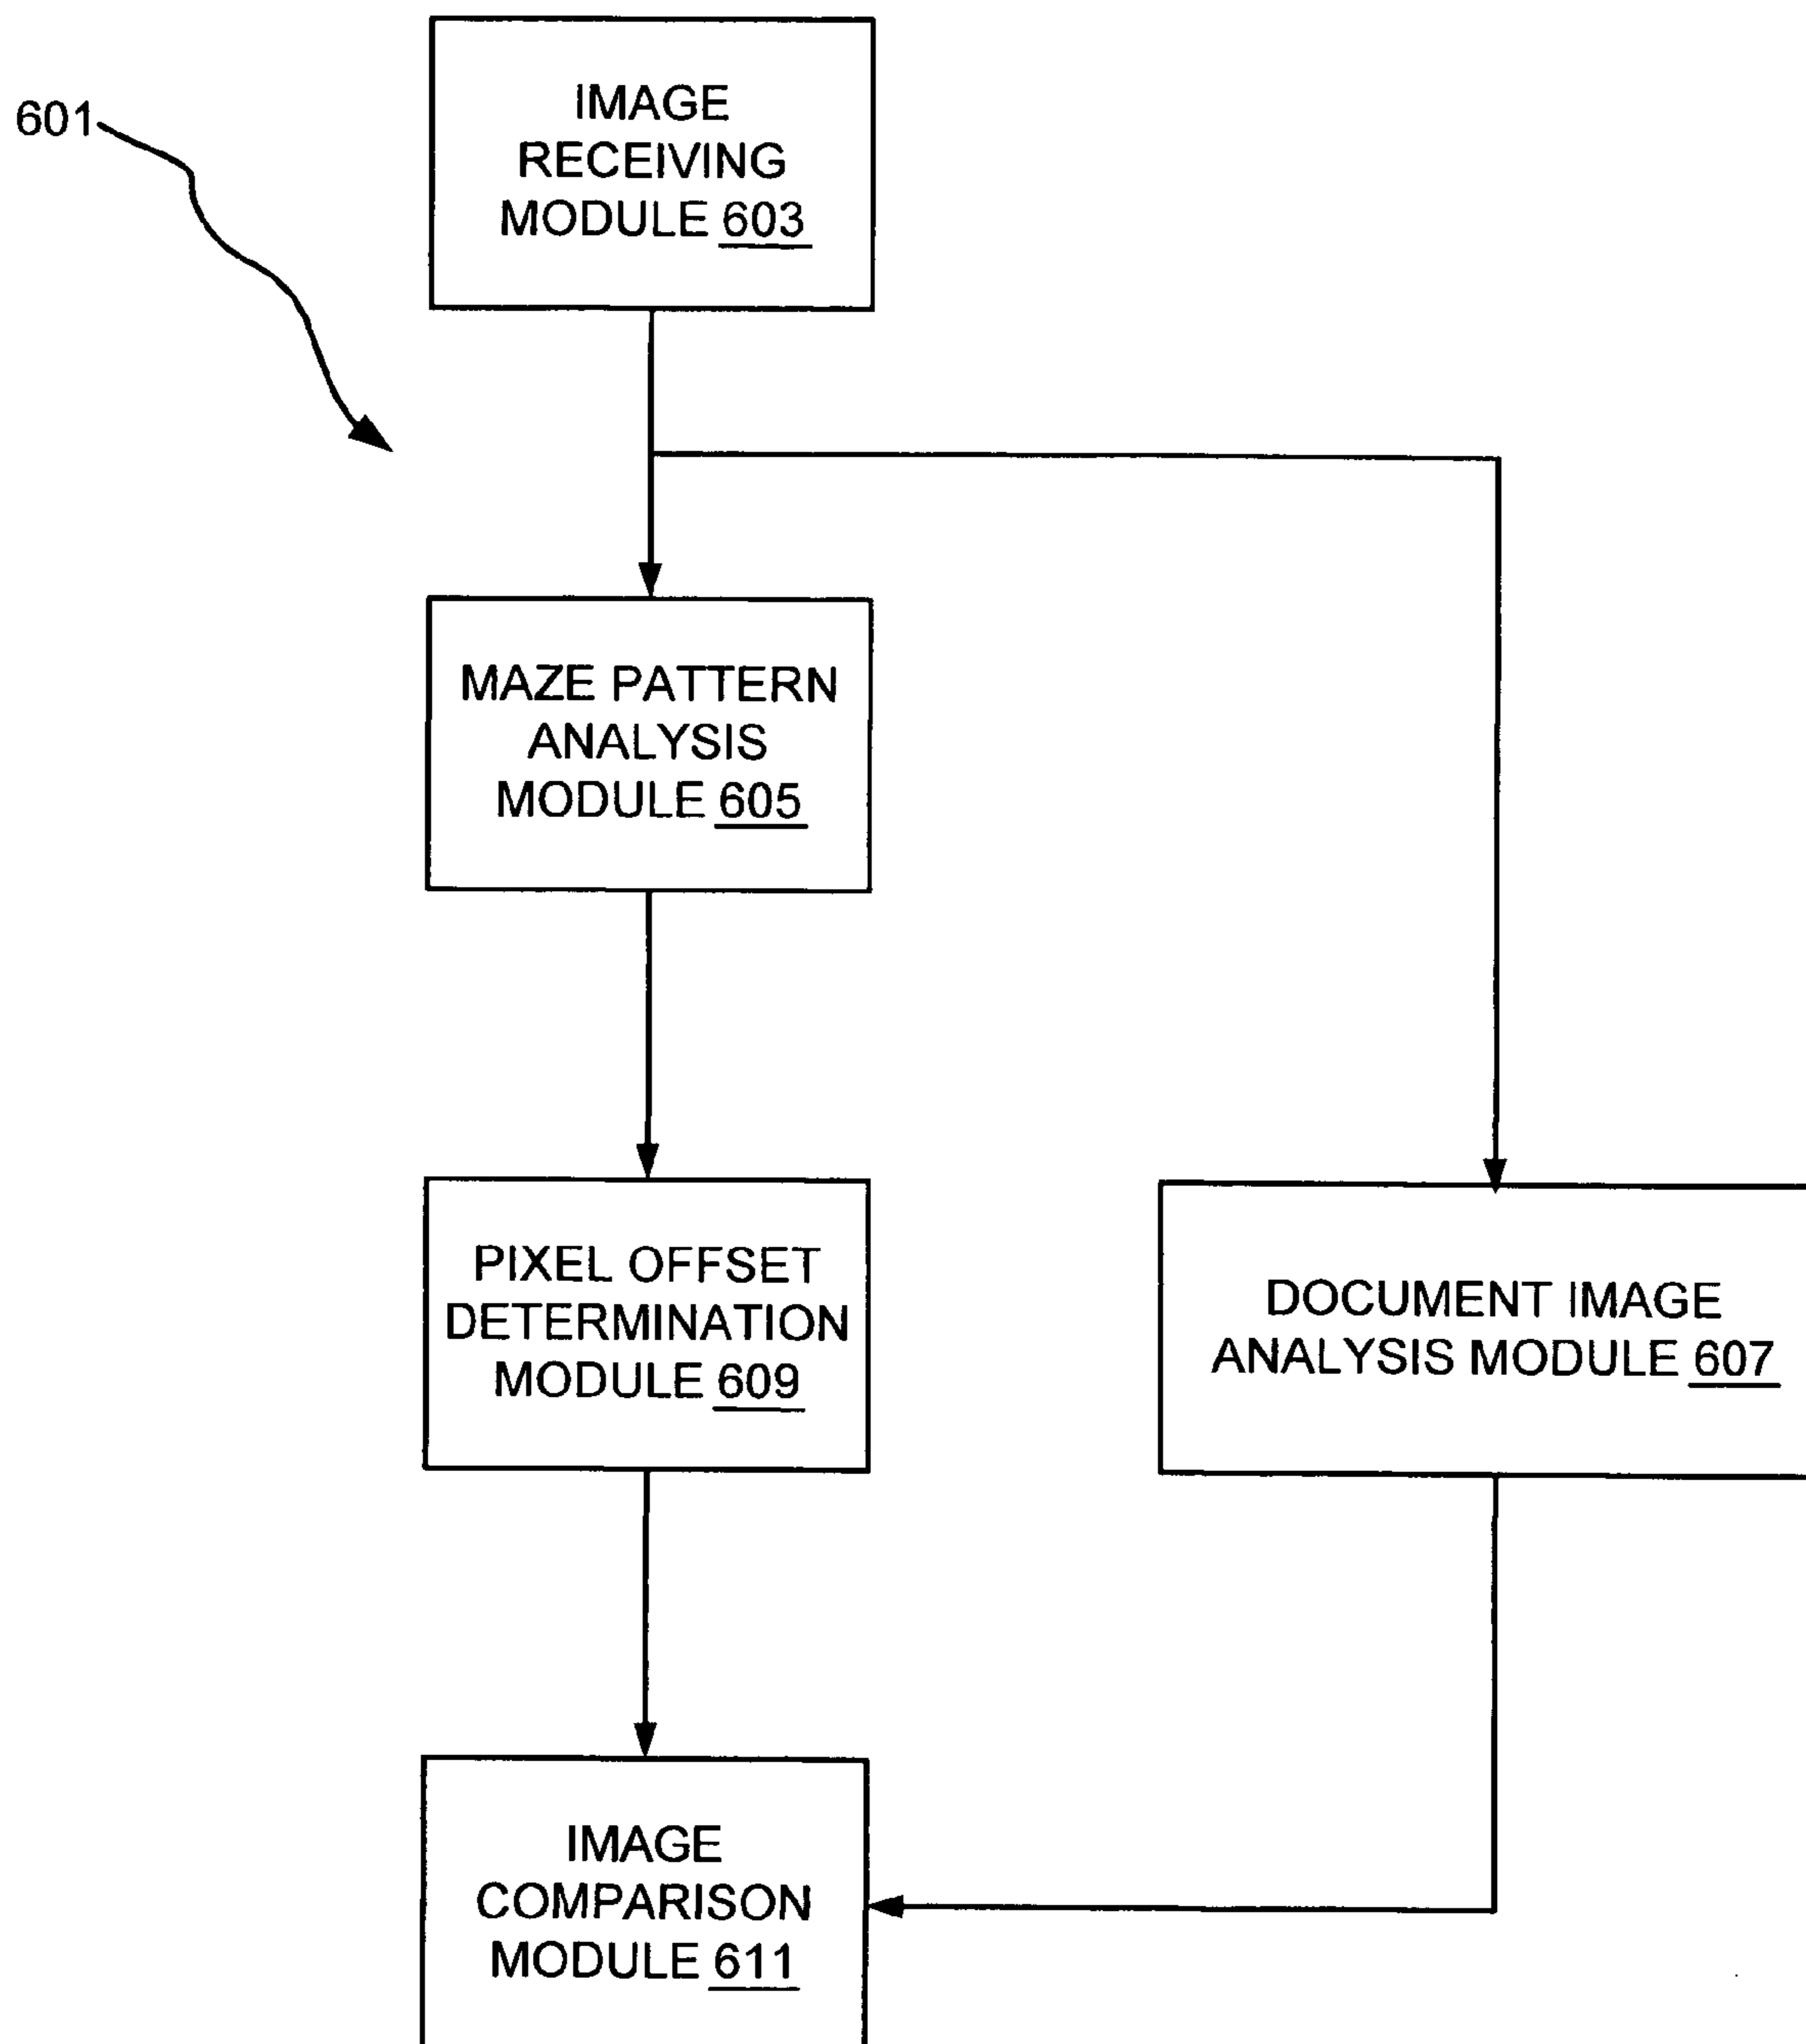 601
IMAGE
RECEIVING
MODULE 603
MAZE PATTERN
ANALYSIS
MODULE 605
PIXEL OFFSET
DETERMINATION
MODULE 609
DOCUMENT IMAGE
ANALYSIS MODULE 607
IMAGE
COMPARISON
MODULE 611